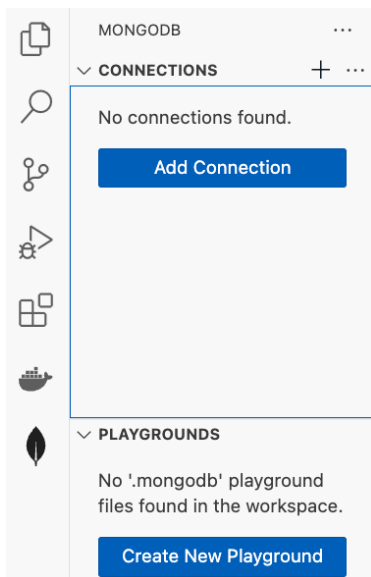 MONGODB
CONNECTIONS
No connections found.
Add Connection
PLAYGROUNDS
No '.mongodb' playground
files found in the workspace.
Create New Playground